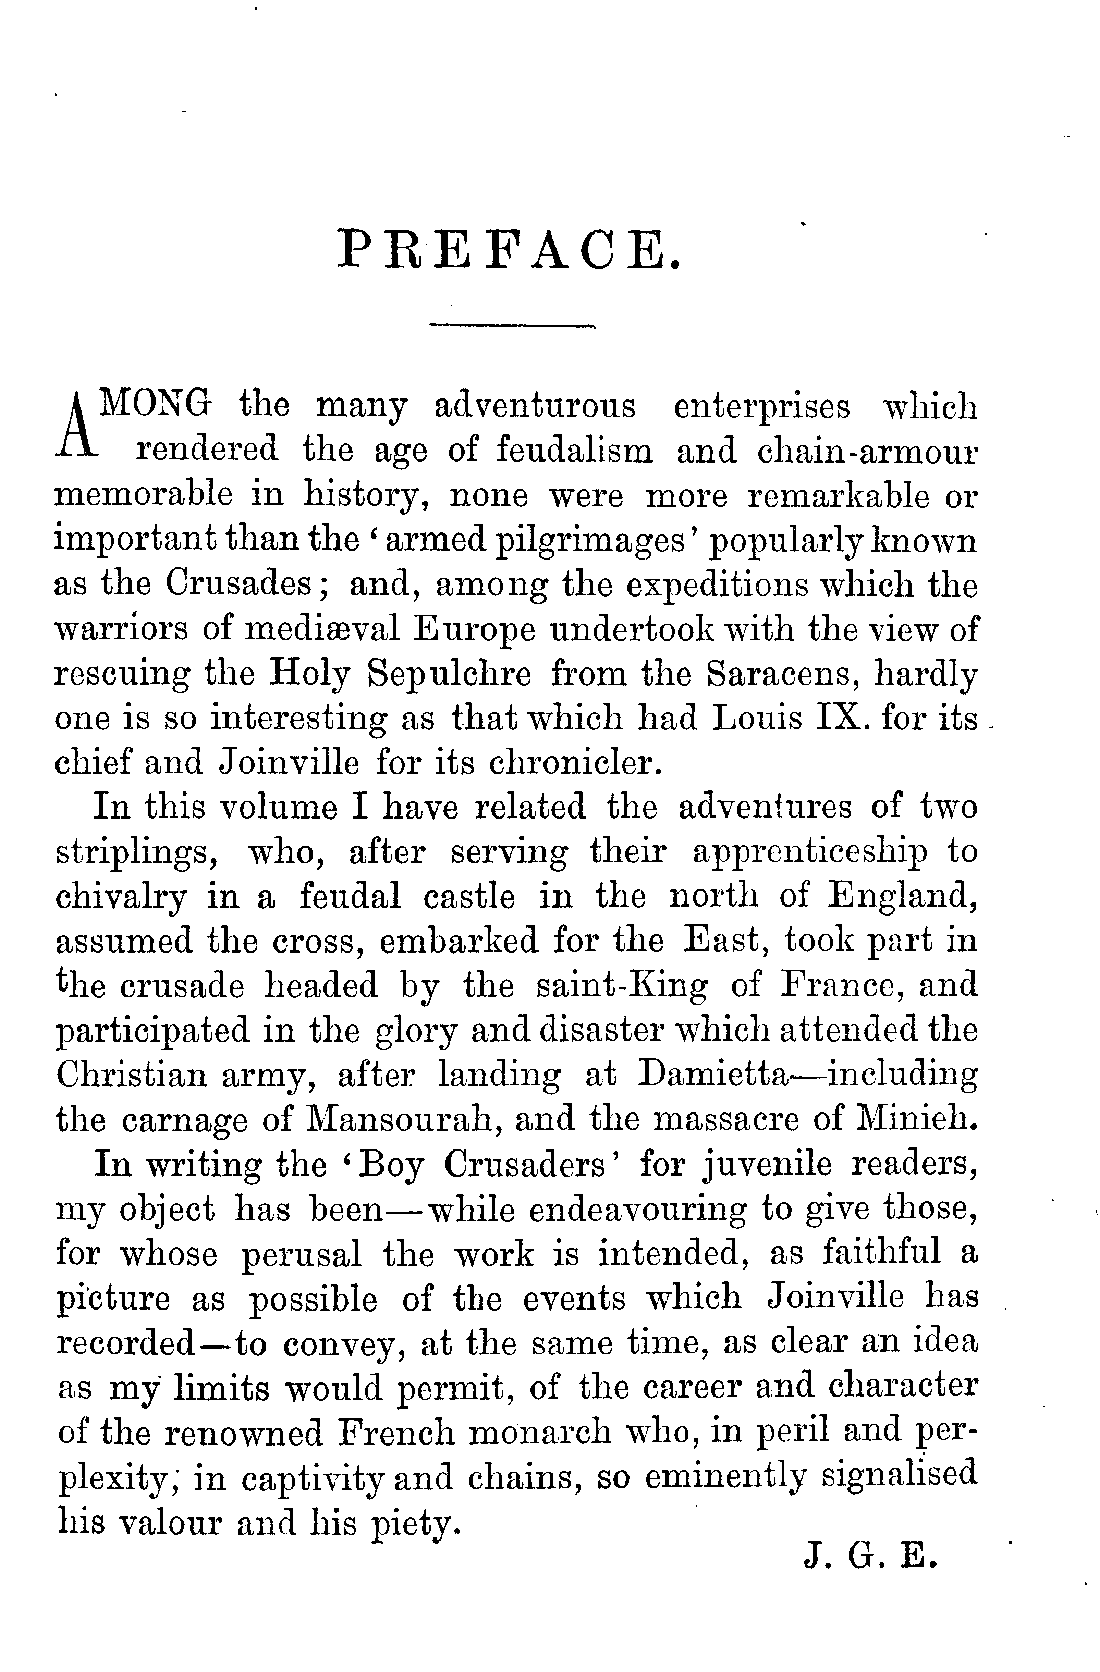 PREFACE.
AMONG the many adventurous enterprises which
rendered the age of feudalism and chain-armour
memorable in history, none were more remarkable or
important than the ‘armed pilgrimages’ popularly known
as the Crusades; and, among the expeditions which the
warriors of mediæval Europe undertook with the view of
rescuing the Holy Sepulchre from the Saracens, hardly
one is so interesting as that which had Louis IX. for its
chief and Joinville for its chronicler.
In this volume I have related the adventures of two
striplings, who, after serving their apprenticeship to
chivalry in a feudal castle in the north of England,
assumed the cross, embarked for the East, took part in
the crusade headed by the saint-King of France, and
participated in the glory and disaster which attended the
Christian army, after landing at Damietta—including
the carnage of Mansourah, and the massacre of Minieh.
In writing the ‘Boy Crusaders’ for juvenile readers,
my object has been—while endeavouring to give those,
for whose perusal the work is intended, as faithful a
picture as possible of the events which Joinville has
recorded—to convey, at the same time, as clear an idea
as my limits would permit, of the career and character
of the renowned French monarch who, in peril and per-
plexity, in captivity and chains, so eminently signalised
his valour and his piety.
J. G. E.